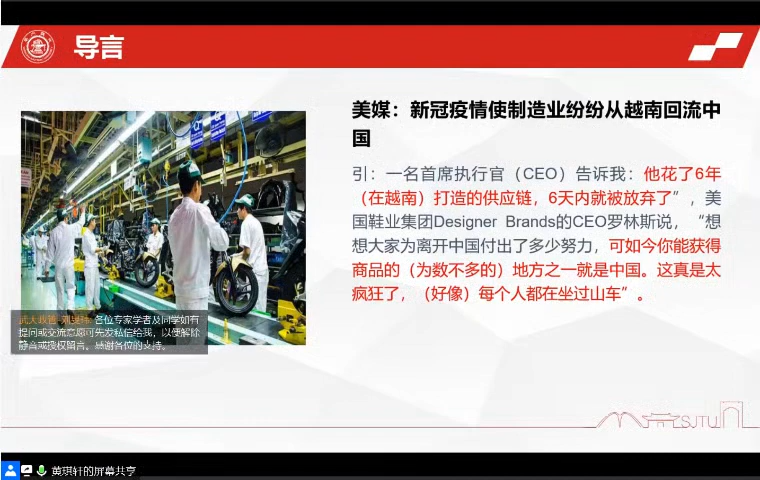 导言
美媒：新冠疫情使制造业纷纷从越南回流中
国
引：一名首席执行官（CEO）告诉我：他花了6年
（在越南）打造的供应链，6天内就被放弃了”，美
国鞋业集团Designer Brands的CEO罗林斯说，“想
想大家为离开中国付出了多少努力，可如今你能获得
商品的（为数不多的）地方之一就是中国。这真是太
疯狂了，（好像）每个人都在坐过山车”。
各位专家学者及同学如有
提问或交流意愿可先发私信给我，以便解除
静音或授权留言。感谢各位的支持。
SJTU
黄琪轩的屏幕共享